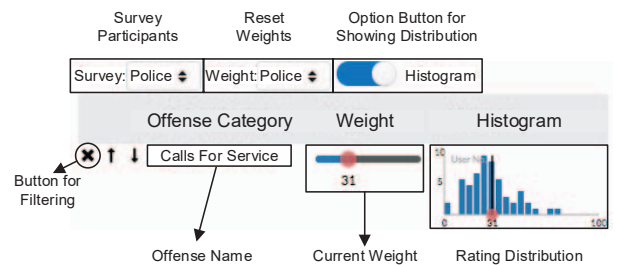 Survey Participants
Reset Weights
Option Button for Showing Distribution
Survey: Police
Weight: Police
Histogram
Offense Category
Weight
Histogram
Calls For Service
31
10
User
5
0
31
100
Button for Filtering
Offense Name
Current Weight
Rating Distribution